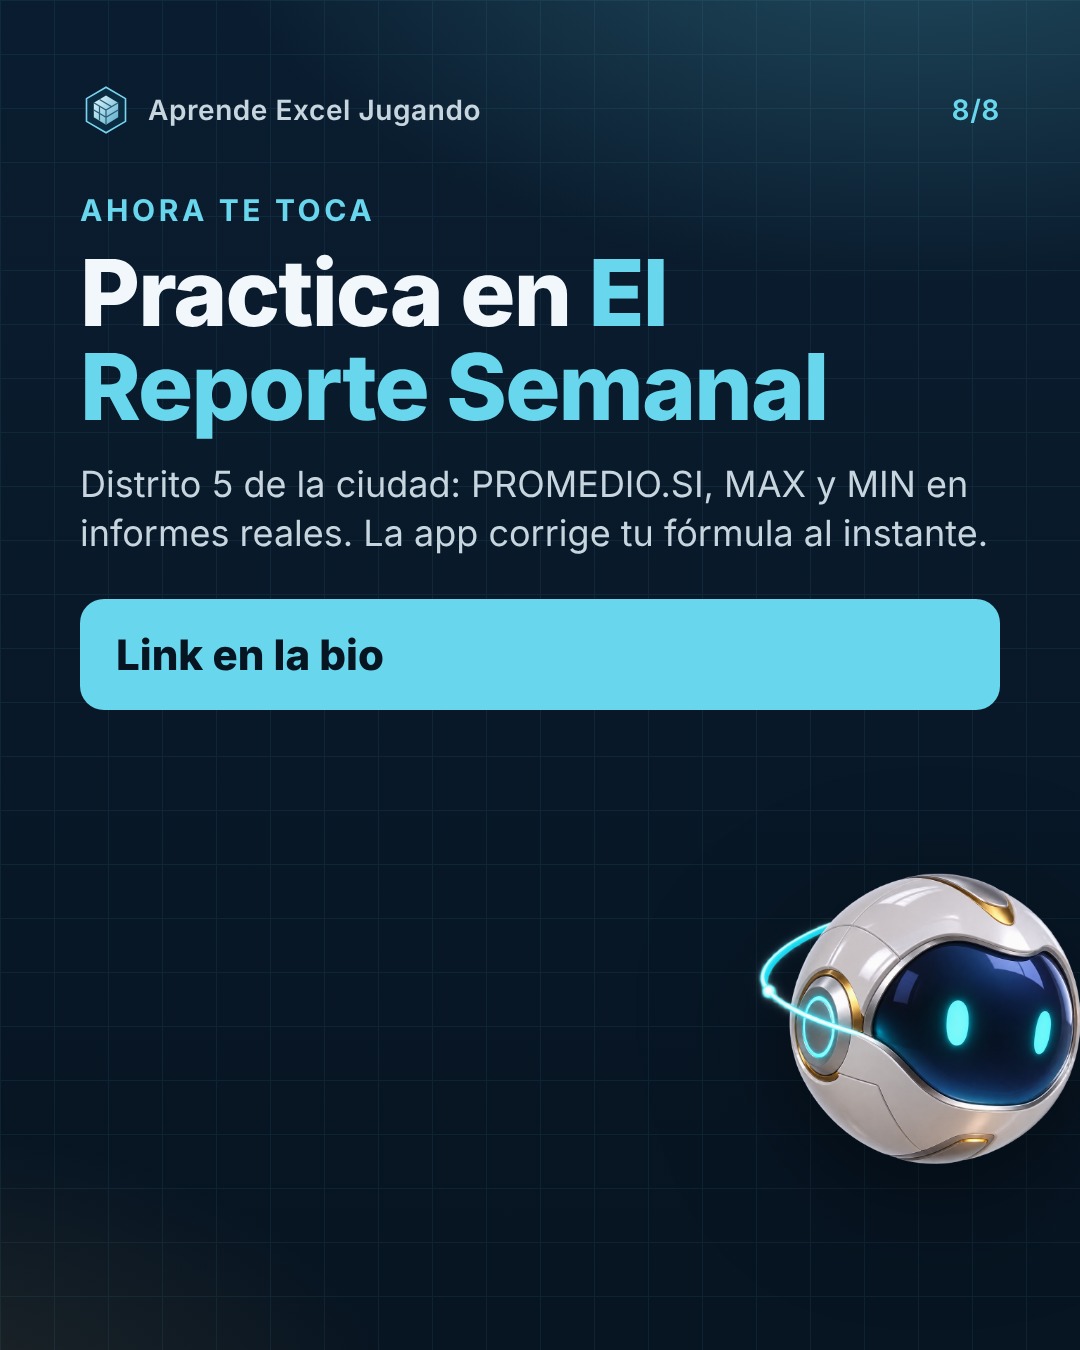 Aprende Excel Jugando
8/8
AHORA TE TOCA
Practica en El
Reporte Semanal
Distrito 5 de la ciudad: PROMEDIO.SI, MAX y MIN en
informes reales. La app corrige tu fórmula al instante.
Link en la bio